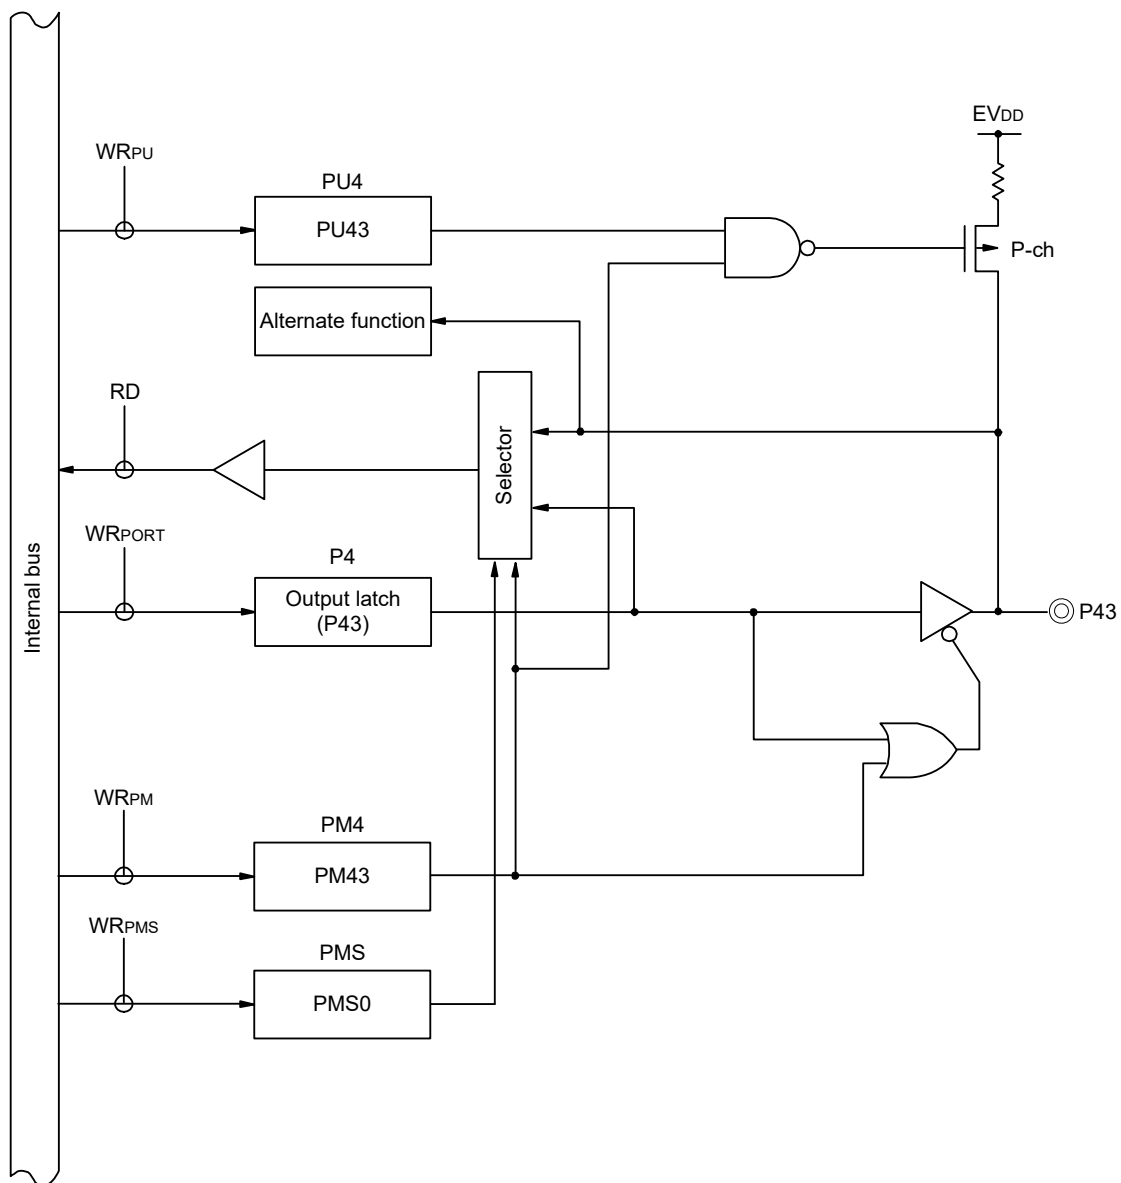 EVDD
WRPU
PU4
PU43
P-ch
Alternate function
RD
Selector
WRPORT
P4
Internal bus
Output latch
(P43)
P43
WRPM
PM4
PM43
WRPMS
PMS
PMS0